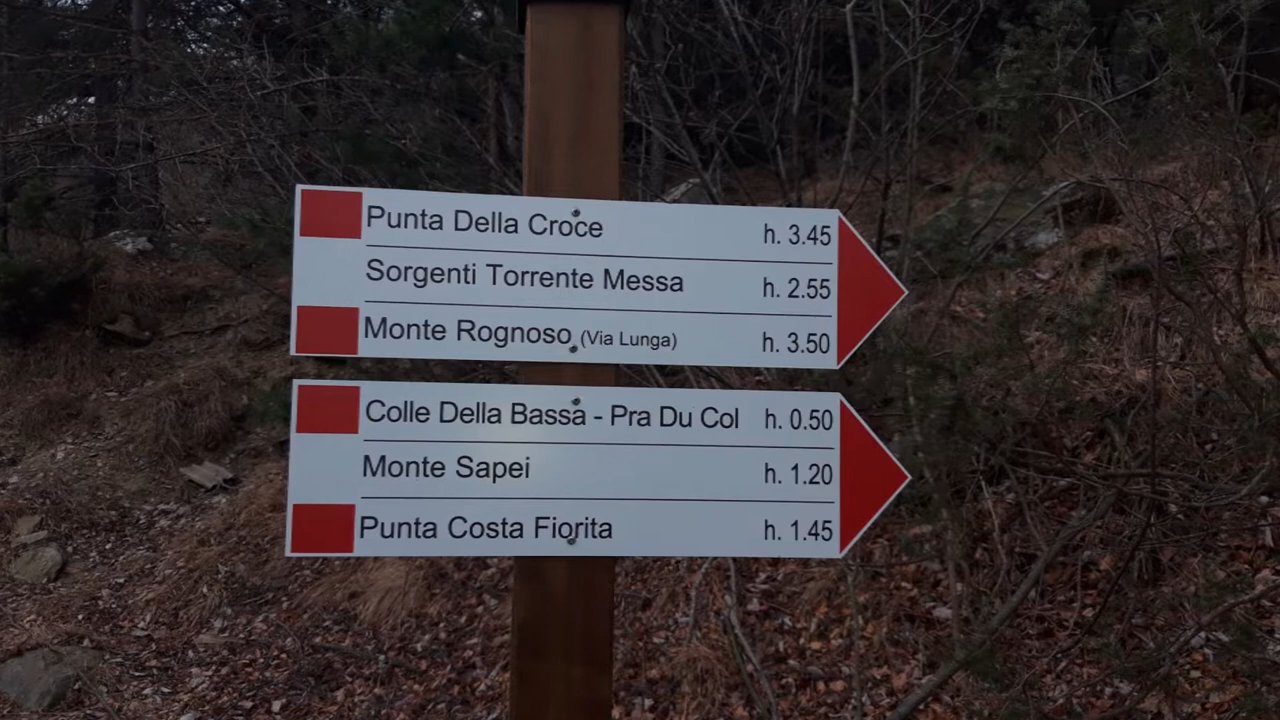 Punta Della Croce h. 3.45
Sorgenti Torrente Messa h. 2.55
Monte Rognoso (Via Lunga) h. 3.50
Colle Della Bassa - Pra Du Col h. 0.50
Monte Sapei h. 1.20
Punta Costa Fiorita h. 1.45